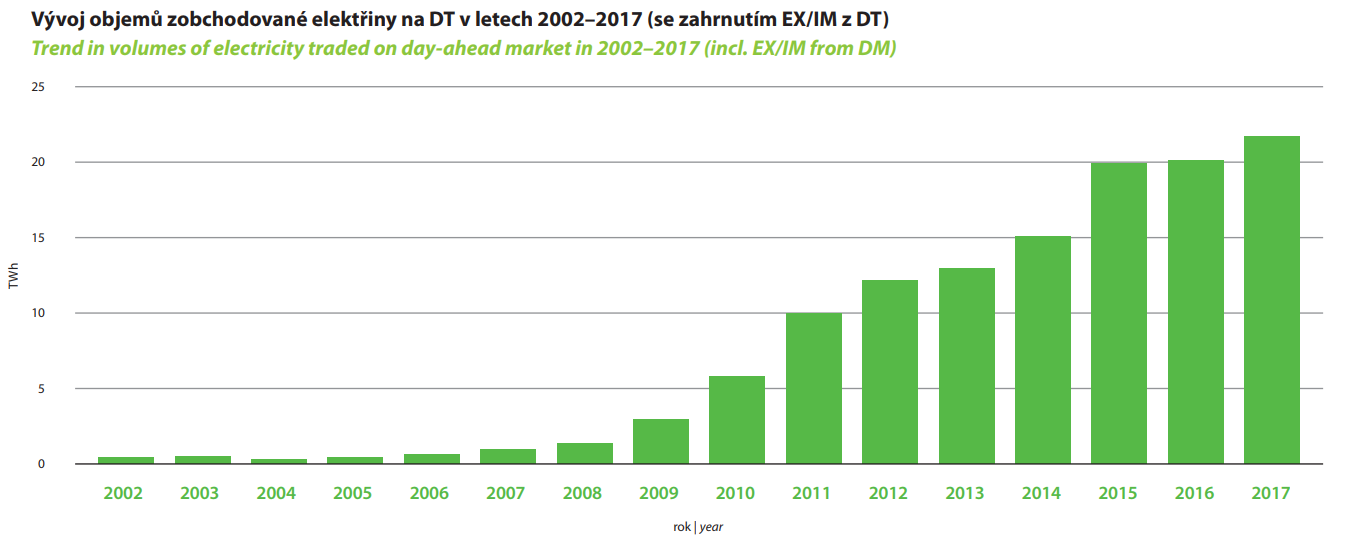 Vývoj objemů zobchodované elektřiny na DT v letech 2002–2017 (se zahrnutím EX/IM z DT)
Trend in volumes of electricity traded on day-ahead market in 2002–2017 (incl. EX/IM from DM)
25
20
15
10
5
0
TWh
2002 2003 2004 2005 2006 2007 2008 2009 2010 2011 2012 2013 2014 2015 2016 2017
rok | year